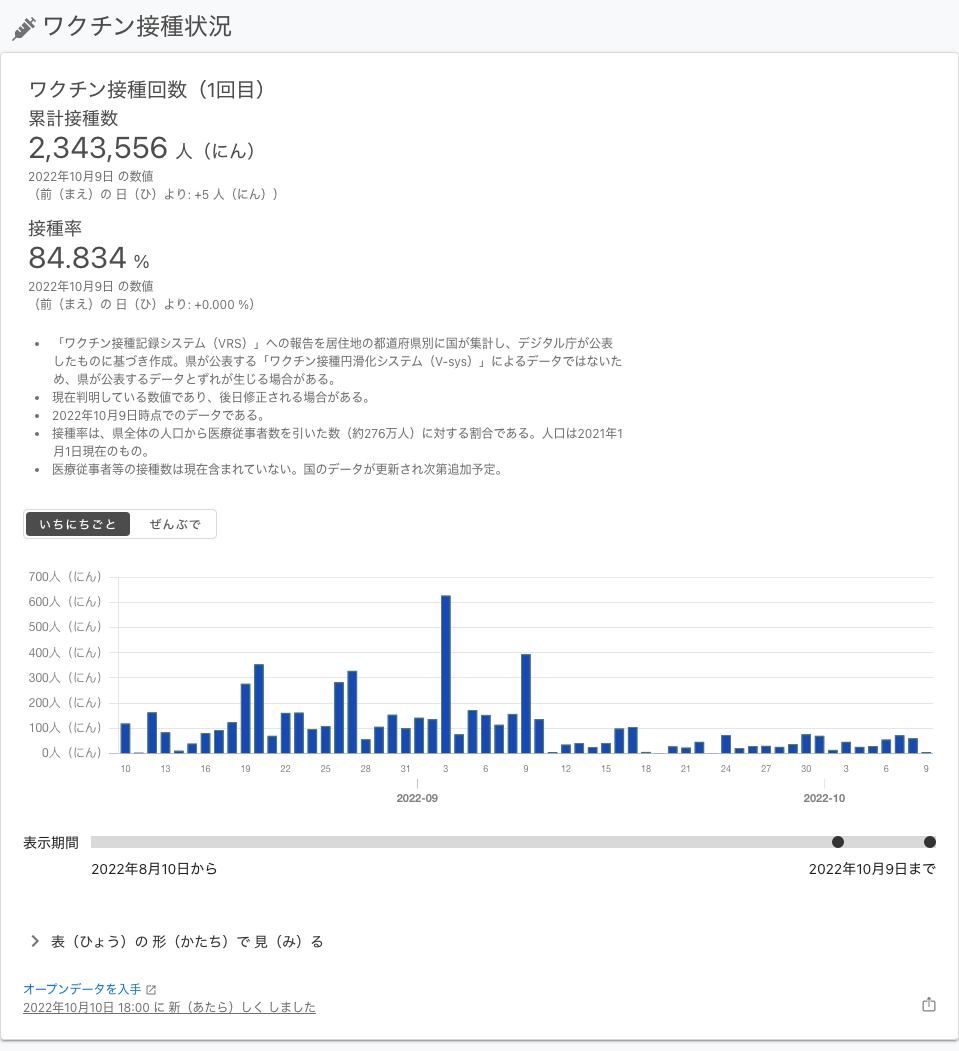 ワクチン接種状況
ワクチン接種回数（1回目）
累計接種数
2,343,556 人（にん）
2022年10月9日 の数値
（前（まえ）の 日（ひ）より: +5 人（にん））
接種率
84.834 %
2022年10月9日 の数値
（前（まえ）の 日（ひ）より: +0.000 %）
• 「ワクチン接種記録システム（VRS）」への報告を居住地の都道府県別に国が集計し、デジタル庁が公表
したものに基づき作成。県が公表する「ワクチン接種円滑化システム（V-sys）」によるデータではないた
め、県が公表するデータとずれが生じる場合がある。
• 現在判明している数値であり、後日修正される場合がある。
• 2022年10月9日時点でのデータである。
• 接種率は、県全体の人口から医療従事者数を引いた数（約276万人）に対する割合である。人口は2021年1
月1日現在のもの。
• 医療従事者等の接種数は現在含まれていない。国のデータが更新され次第追加予定。
いちにちごと ぜんぶで
700人（にん）
600人（にん）
500人（にん）
400人（にん）
300人（にん）
200人（にん）
100人（にん）
0人（にん）
10 13 16 19 22 25 28 31 3 6 9 12 15 18 21 24 27 30 3 6 9
2022-09 2022-10
表示期間
2022年8月10日から 2022年10月9日まで
表（ひょう）の 形（かたち）で 見（み）る
オープンデータを入手
2022年10月10日 18:00 に 新（あたら）しく しました